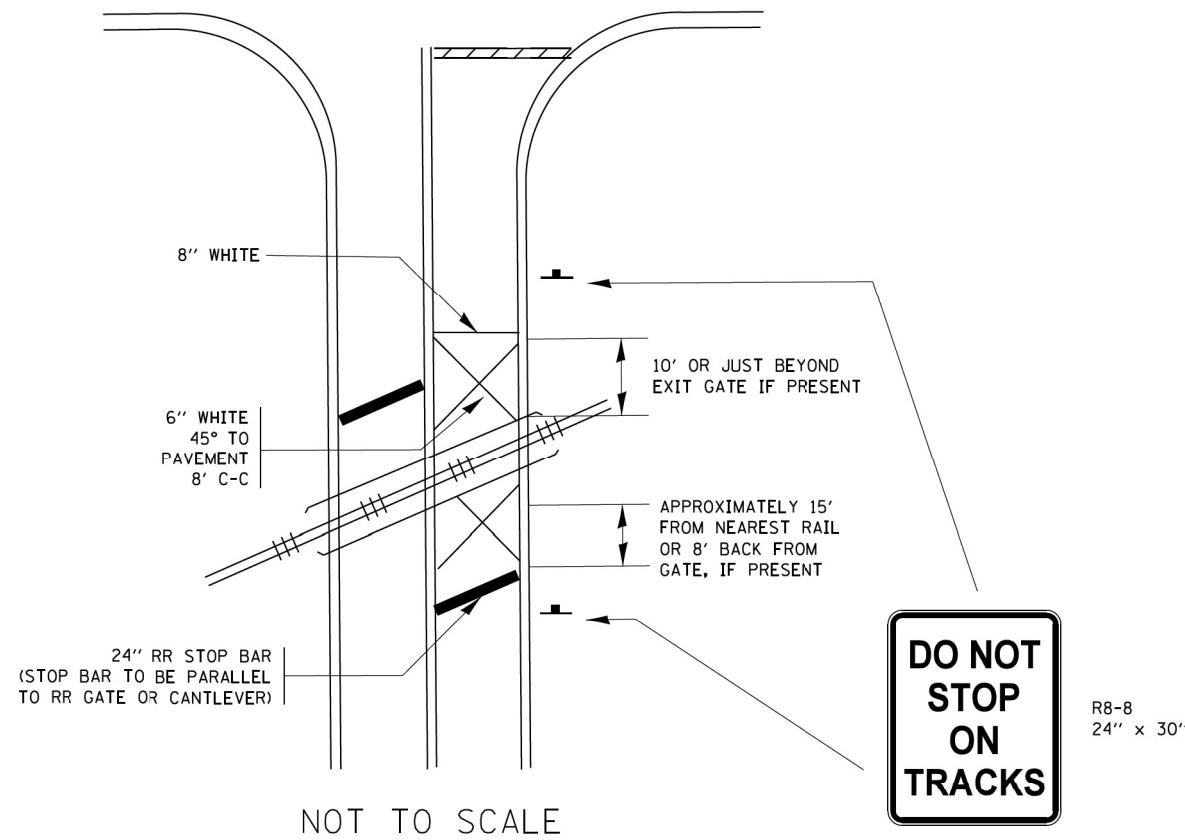 8" WHITE
10' OR JUST BEYOND
EXIT GATE IF PRESENT
6" WHITE
45° TO
PAVEMENT
8' C-C
APPROXIMATELY 15'
FROM NEAREST RAIL
OR 8' BACK FROM
GATE, IF PRESENT
24" RR STOP BAR
(STOP BAR TO BE PARALLEL
TO RR GATE OR CANTLEVER)
DO NOT
STOP
ON
TRACKS
R8-8
24" x 30"
NOT TO SCALE